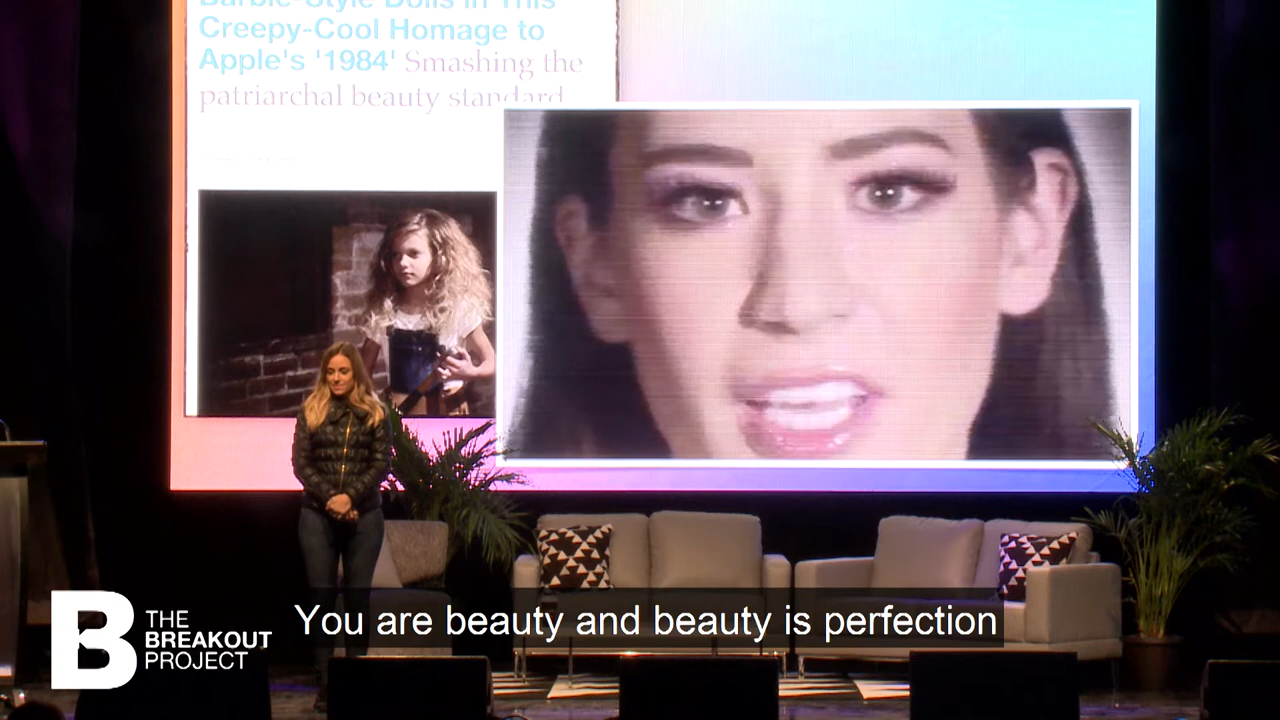 Barbie-Style Dolls in This
Creepy-Cool Homage to
Apple's '1984' Smashing the
patriarchal beauty standard
You are beauty and beauty is perfection
B THE
BREAKOUT
PROJECT